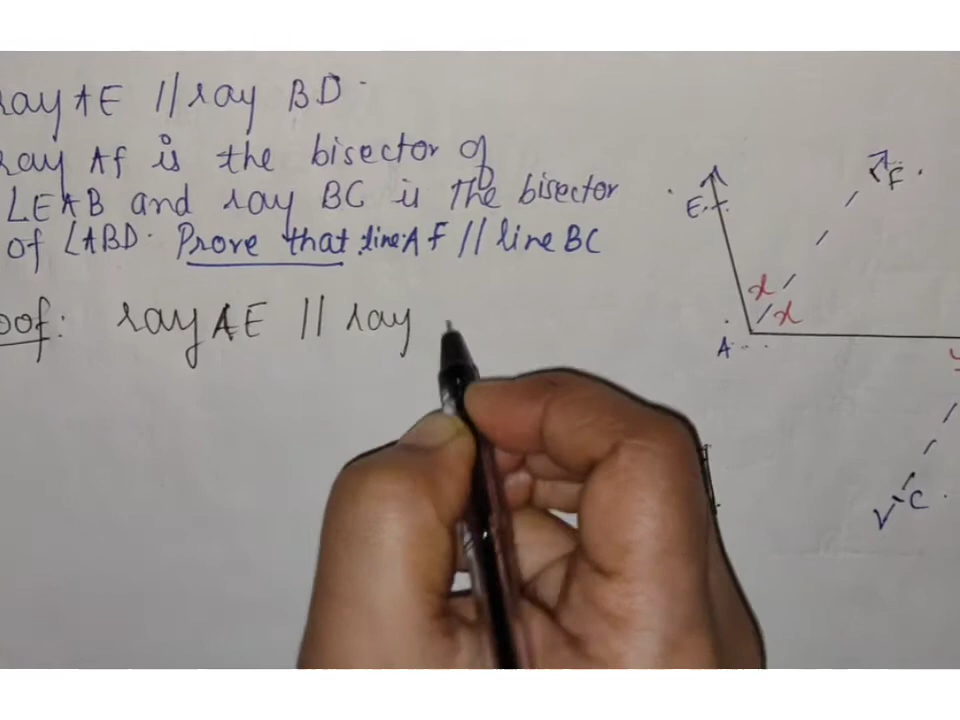 ray AE // ray BD.
ray Af is the bisector of
∠EAB and ray BC is The bisector
of ∠ABD. Prove that line AF // line BC
oof: ray AE // ray
F
E
x
x
A
y
C